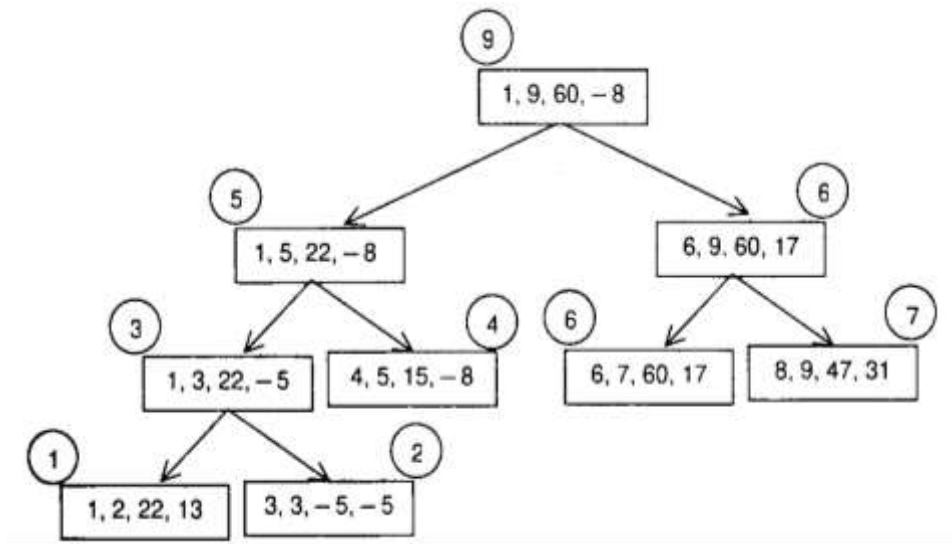 9
1, 9, 60, – 8
5
6
1, 5, 22, – 8
6, 9, 60, 17
3
4
6
7
1, 3, 22, – 5
4, 5, 15, – 8
6, 7, 60, 17
8, 9, 47, 31
1
2
1, 2, 22, 13
3, 3, – 5, – 5